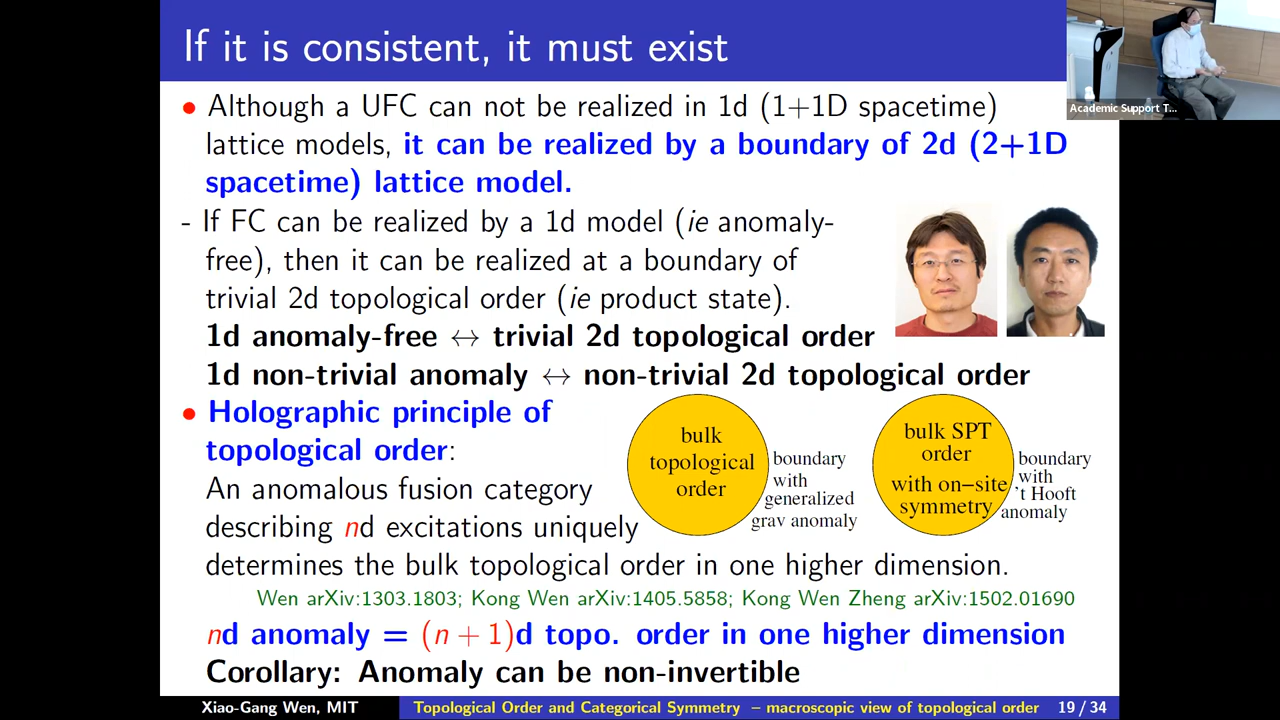 If it is consistent, it must exist
Academic Support T...
• Although a UFC can not be realized in 1d (1+1D spacetime)
lattice models, it can be realized by a boundary of 2d (2+1D
spacetime) lattice model.
- If FC can be realized by a 1d model (ie anomaly-
free), then it can be realized at a boundary of
trivial 2d topological order (ie product state).
1d anomaly-free ↔ trivial 2d topological order
1d non-trivial anomaly ↔ non-trivial 2d topological order
• Holographic principle of
topological order:
An anomalous fusion category
describing nd excitations uniquely
determines the bulk topological order in one higher dimension.
bulk
topological
order
boundary
with
generalized
grav anomaly
bulk SPT
order
with on-site
symmetry
boundary
with
't Hooft
anomaly
Wen arXiv:1303.1803; Kong Wen arXiv:1405.5858; Kong Wen Zheng arXiv:1502.01690
nd anomaly = (n + 1)d topo. order in one higher dimension
Corollary: Anomaly can be non-invertible
Xiao-Gang Wen, MIT
Topological Order and Categorical Symmetry – macroscopic view of topological order
19 / 34